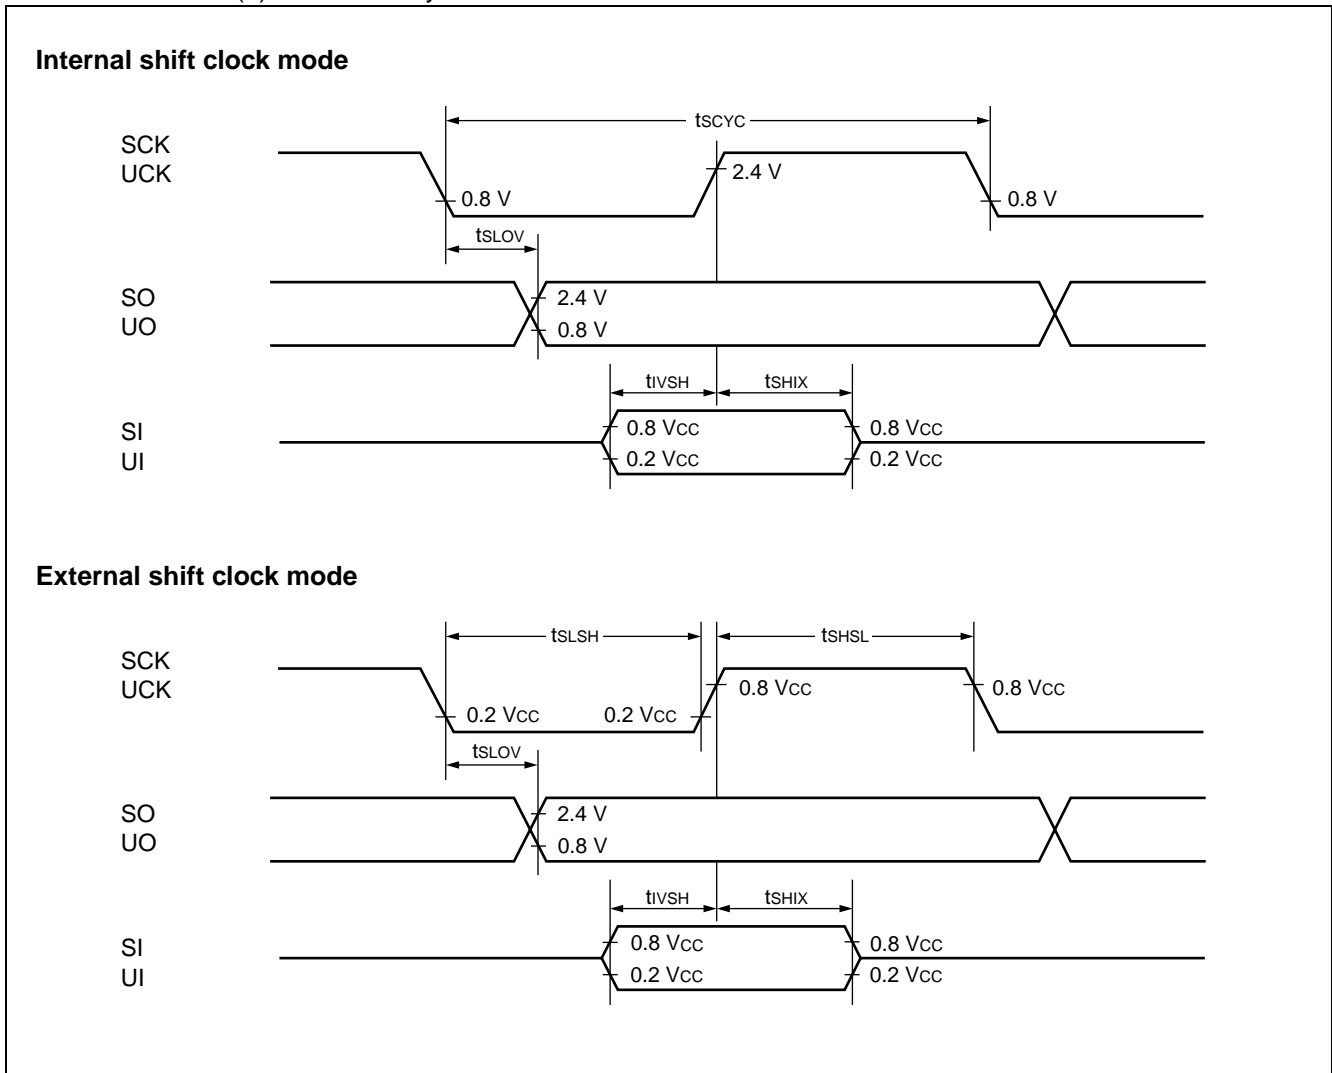 Internal shift clock mode
tSCYC
SCK
UCK
2.4 V
0.8 V
0.8 V
tSLOV
SO
UO
2.4 V
0.8 V
tIVSH
tSHIX
SI
UI
0.8 VCC
0.8 VCC
0.2 VCC
0.2 VCC
External shift clock mode
tSLSH
tSHSL
SCK
UCK
0.8 VCC
0.8 VCC
0.2 VCC
0.2 VCC
tSLOV
SO
UO
2.4 V
0.8 V
tIVSH
tSHIX
SI
UI
0.8 VCC
0.8 VCC
0.2 VCC
0.2 VCC